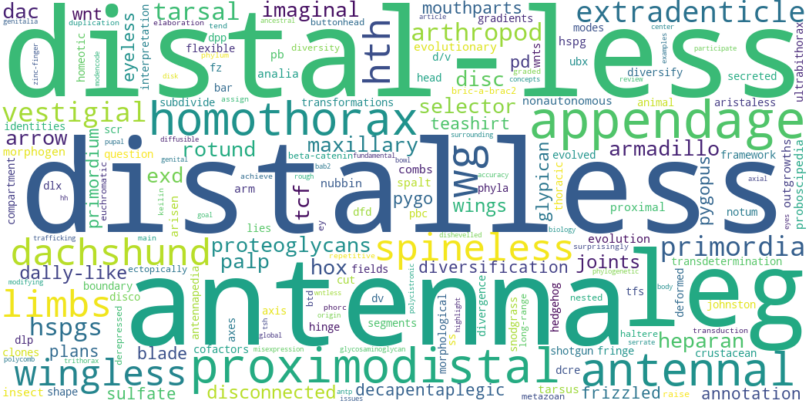 distal-less
dac
wnt
tarsal
imaginal
mouthparts
extradenticle
duplication
elaboration
tend
ancestral
buttonhead
gradients
dpp
phylum
article
modes
genitalia
zinc-finger
homeotic
moderncode
eyeless
interpretation
flexible
diversity
arthropod
evolutionary
hspg
center
participate
examples
ultrabithorax
fz
pb
hth
pd
wnts
graded
concepts
diversify
bar
analia
d/v
disc
ubx
secreted
disk
assign
head
review
bric-a-brac2
vestigial
subdivide
transformations
selector
nonautonomous
animal
aristaless
identities
scr
homothorax
teashirt
appendage
arrow
pupal
genital
diffusible
surrounding
morphogen
question
primordium
rotund
maxillary
beta-catenin
fundamental
bowl
armadillo
evolved
framework
distalless
wg
dlx
euchromatic
exd
bab2
combs
glypican
thoracic
phyla
outgrowths
proboscipedia
compartment
hh
arisen
achieve
rough
arm
nubbin
spalt
accuracy
pygopus
axial
tcf
pygo
dfd
pbc
wings
proximal
notum
keilin
goal
ey
lies
biology
eyes
trafficking
main
ectopically
repetitive
dishevelled
surprisingly
evolution
phylogenetic
dachshund
proteoglycans
spineless
primordia
dally-like
palp
hox
fields
diversification
joints
transdetermination
modifying
boundary
disco
antennapedia
cut
nested
tfs
body
deformed
antenna
leg
limbs
axis
dv
btd
polycistronic
morphological
divergence
snodgrass
long-range
hedgehog
johnston
hspgs
derepressed
axes
tsh
antless
phorc
origin
ss
highlight
transduction
dlp
plans
hinge
global
segments
haltere
heparan
clones
blade
cofactors
shotgun
fringe
serrate
polycomb
trithorax
misexpression
glycosaminoglycan
dcre
crustacean
wingless
proximodistal
antennal
insect
shape
sulfate
disconnected
antp
issues
decapentaplegic
tarsus
metazoan
frizzled
raise
annotation